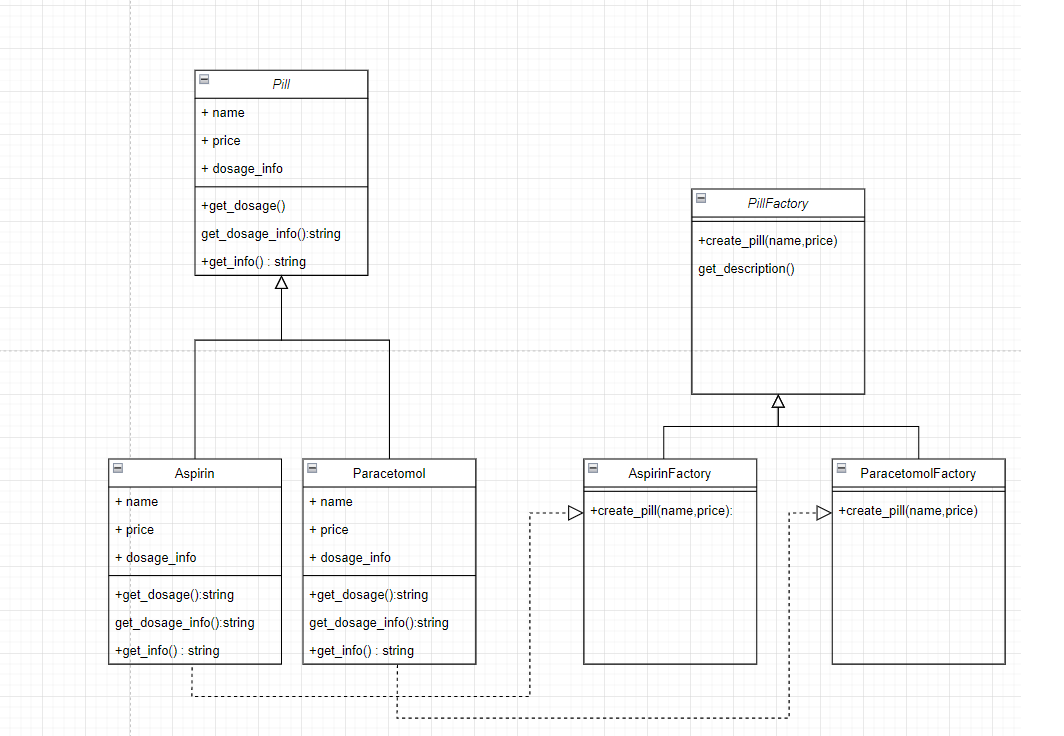 Pill
+ name
+ price
+ dosage_info
+get_dosage()
get_dosage_info():string
+get_info() : string
PillFactory
+create_pill(name,price)
get_description()
Aspirin
+ name
+ price
+ dosage_info
+get_dosage():string
get_dosage_info():string
+get_info() : string
Paracetomol
+ name
+ price
+ dosage_info
+get_dosage():string
get_dosage_info():string
+get_info() : string
AspirinFactory
+create_pill(name,price):
ParacetomolFactory
+create_pill(name,price)